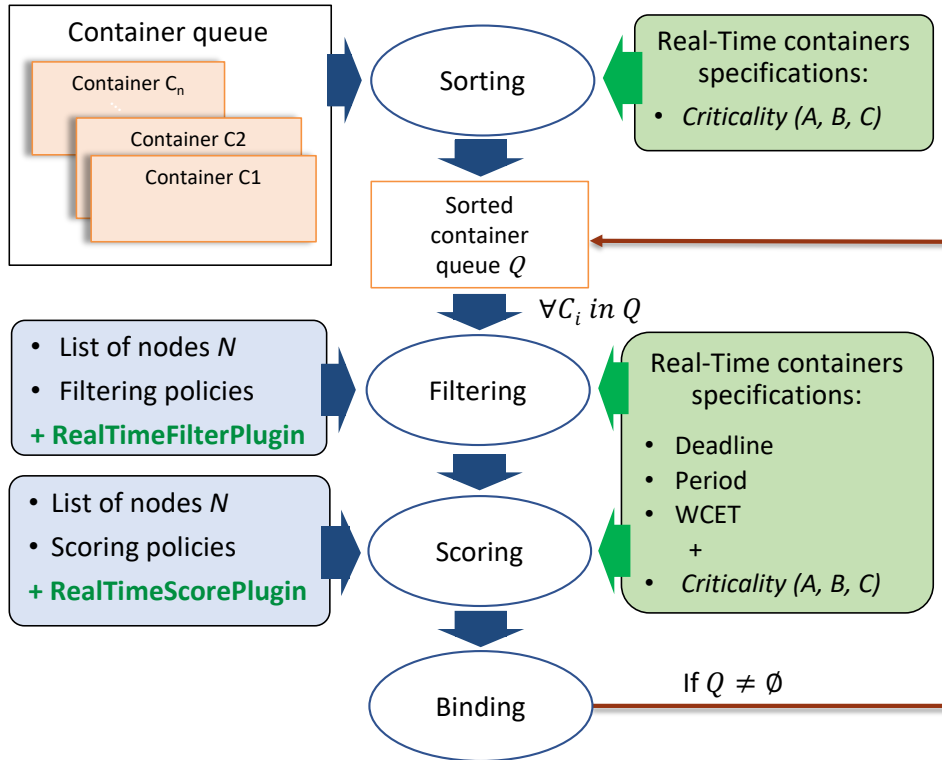 Container queue
Container Cn
...
Container C2
Container C1
Sorting
Real-Time containers
specifications:
• Criticality (A, B, C)
Sorted
container
queue Q
∀Ci in Q
• List of nodes N
• Filtering policies
+ RealTimeFilterPlugin
Filtering
• List of nodes N
• Scoring policies
+ RealTimeScorePlugin
Scoring
Real-Time containers
specifications:
• Deadline
• Period
• WCET
+
• Criticality (A, B, C)
Binding
If Q ≠ ∅